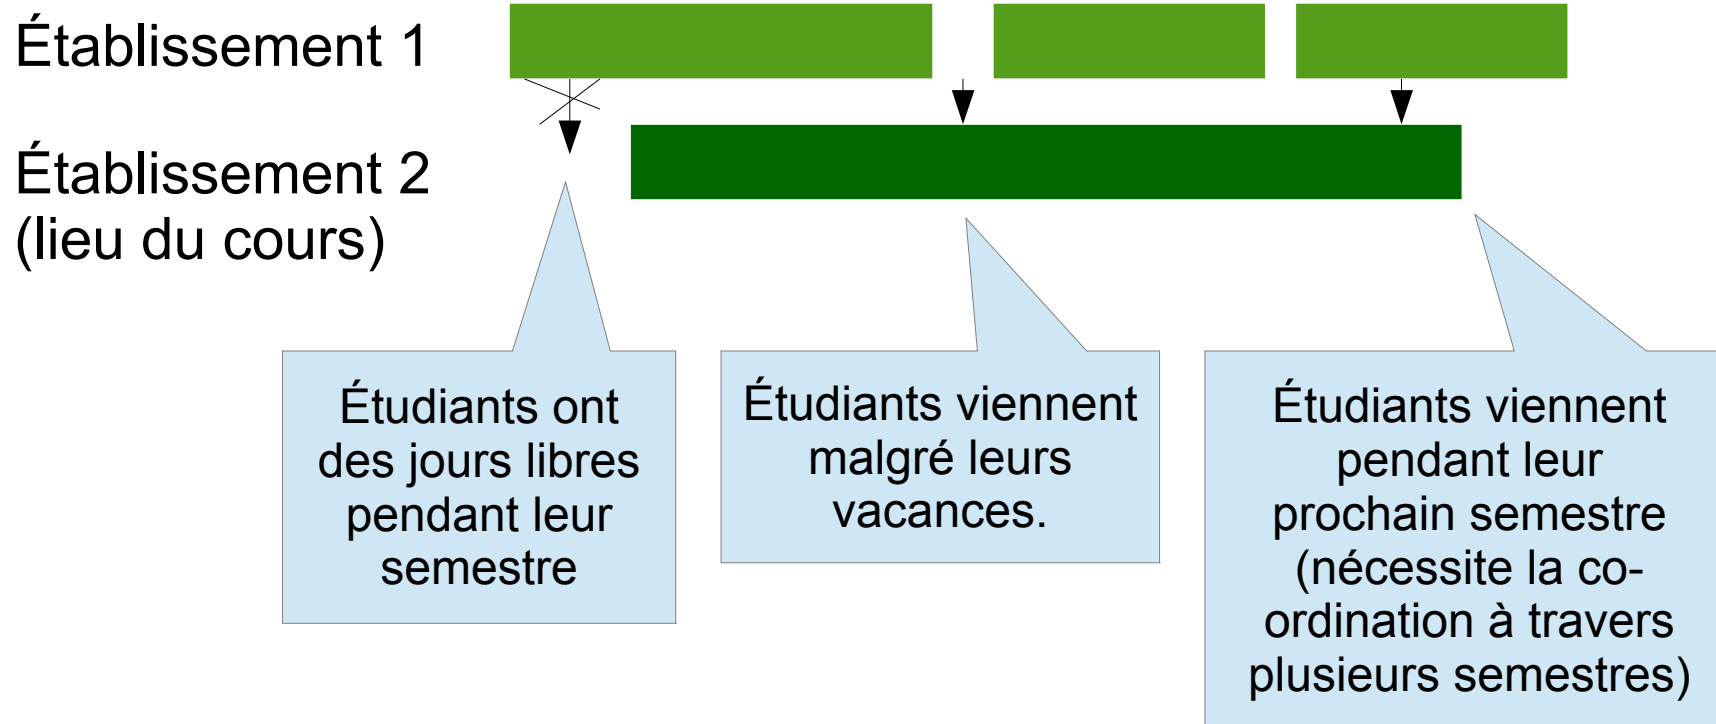 Établissement 1
Établissement 2
(lieu du cours)
Étudiants ont
des jours libres
pendant leur
semestre
Étudiants viennent
malgré leurs
vacances.
Étudiants viennent
pendant leur
prochain semestre
(nécessite la co-
ordination à travers
plusieurs semestres)